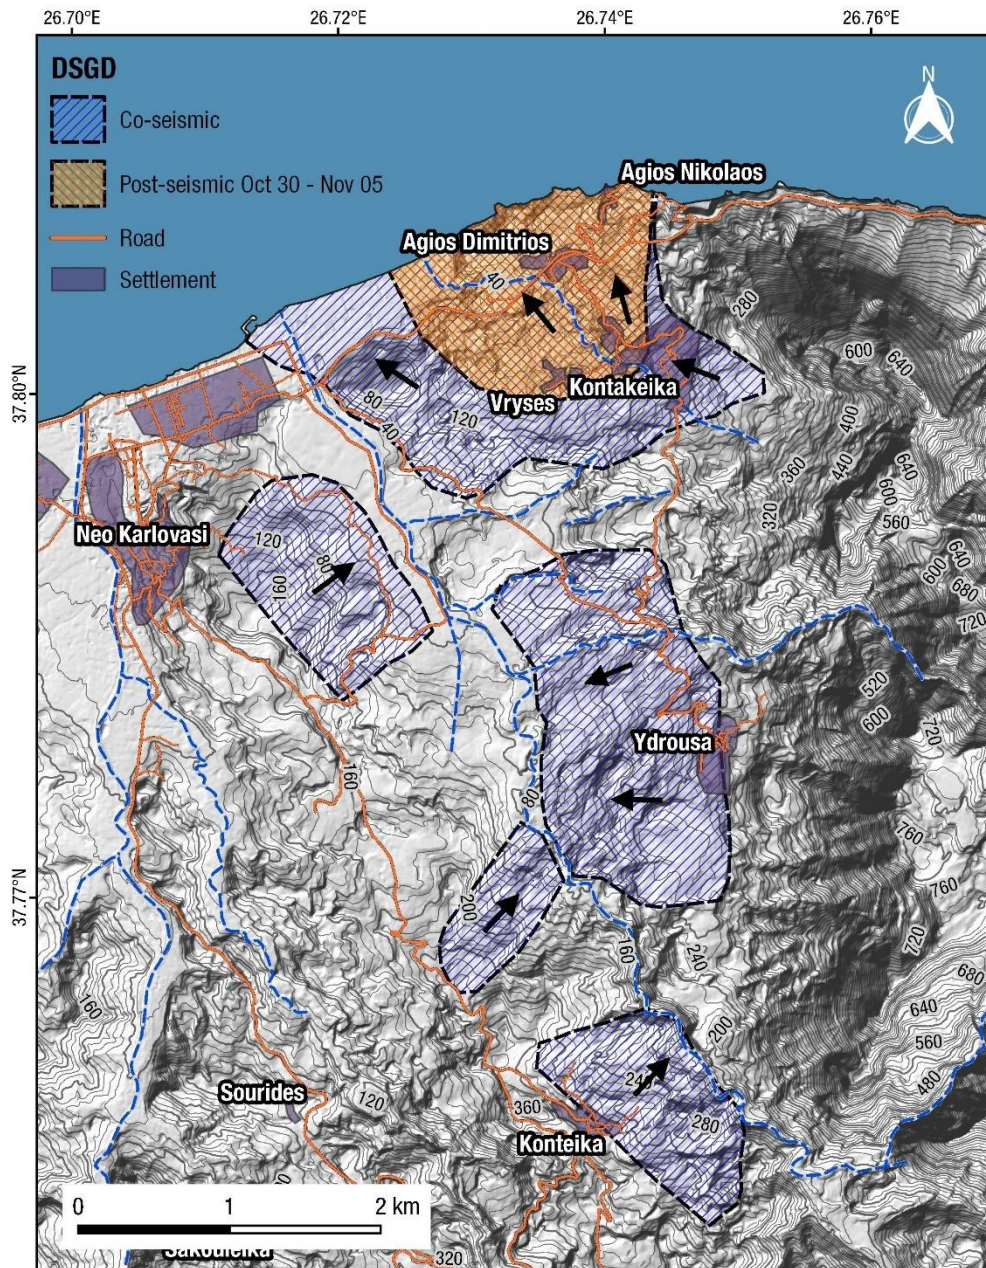 26.70°E
26.72°E
26.74°E
26.76°E
DSGD
N
Co-seismic
Post-seismic Oct 30 - Nov 05
Road
Settlement
Agios Nikolaos
Agios Dimitrios
40
280
600
640
37.80°N
Kontakeika
Vryses
80
120
40
400
640
440
360
600
320
560
Neo Karlovasi
120
80
160
640
600
680
720
520
600
720
Ydrousa
160
80
760
37.77°N
760
200
720
160
240
680
160
640
200
560
480
240
Sourides
120
360
280
Konteika
0
1
2 km
Sakouleika
320